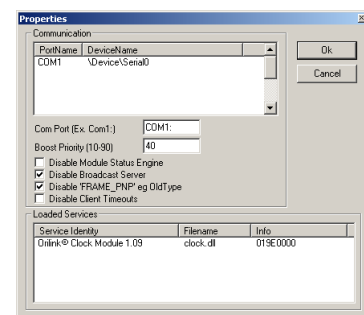 Properties
Communication
PortName DeviceName
COM1 \Device\Serial0
Ok
Cancel
Com Port (Ex. Com1:) COM1:
Boost Priority (10-90) 40
Disable Module Status Engine
Disable Broadcast Server
Disable 'FRAME_PNP' eg OldType
Disable Client Timeouts
Loaded Services
Service Identity Filename Info
Orilink© Clock Module 1.09 clock.dll 019E0000